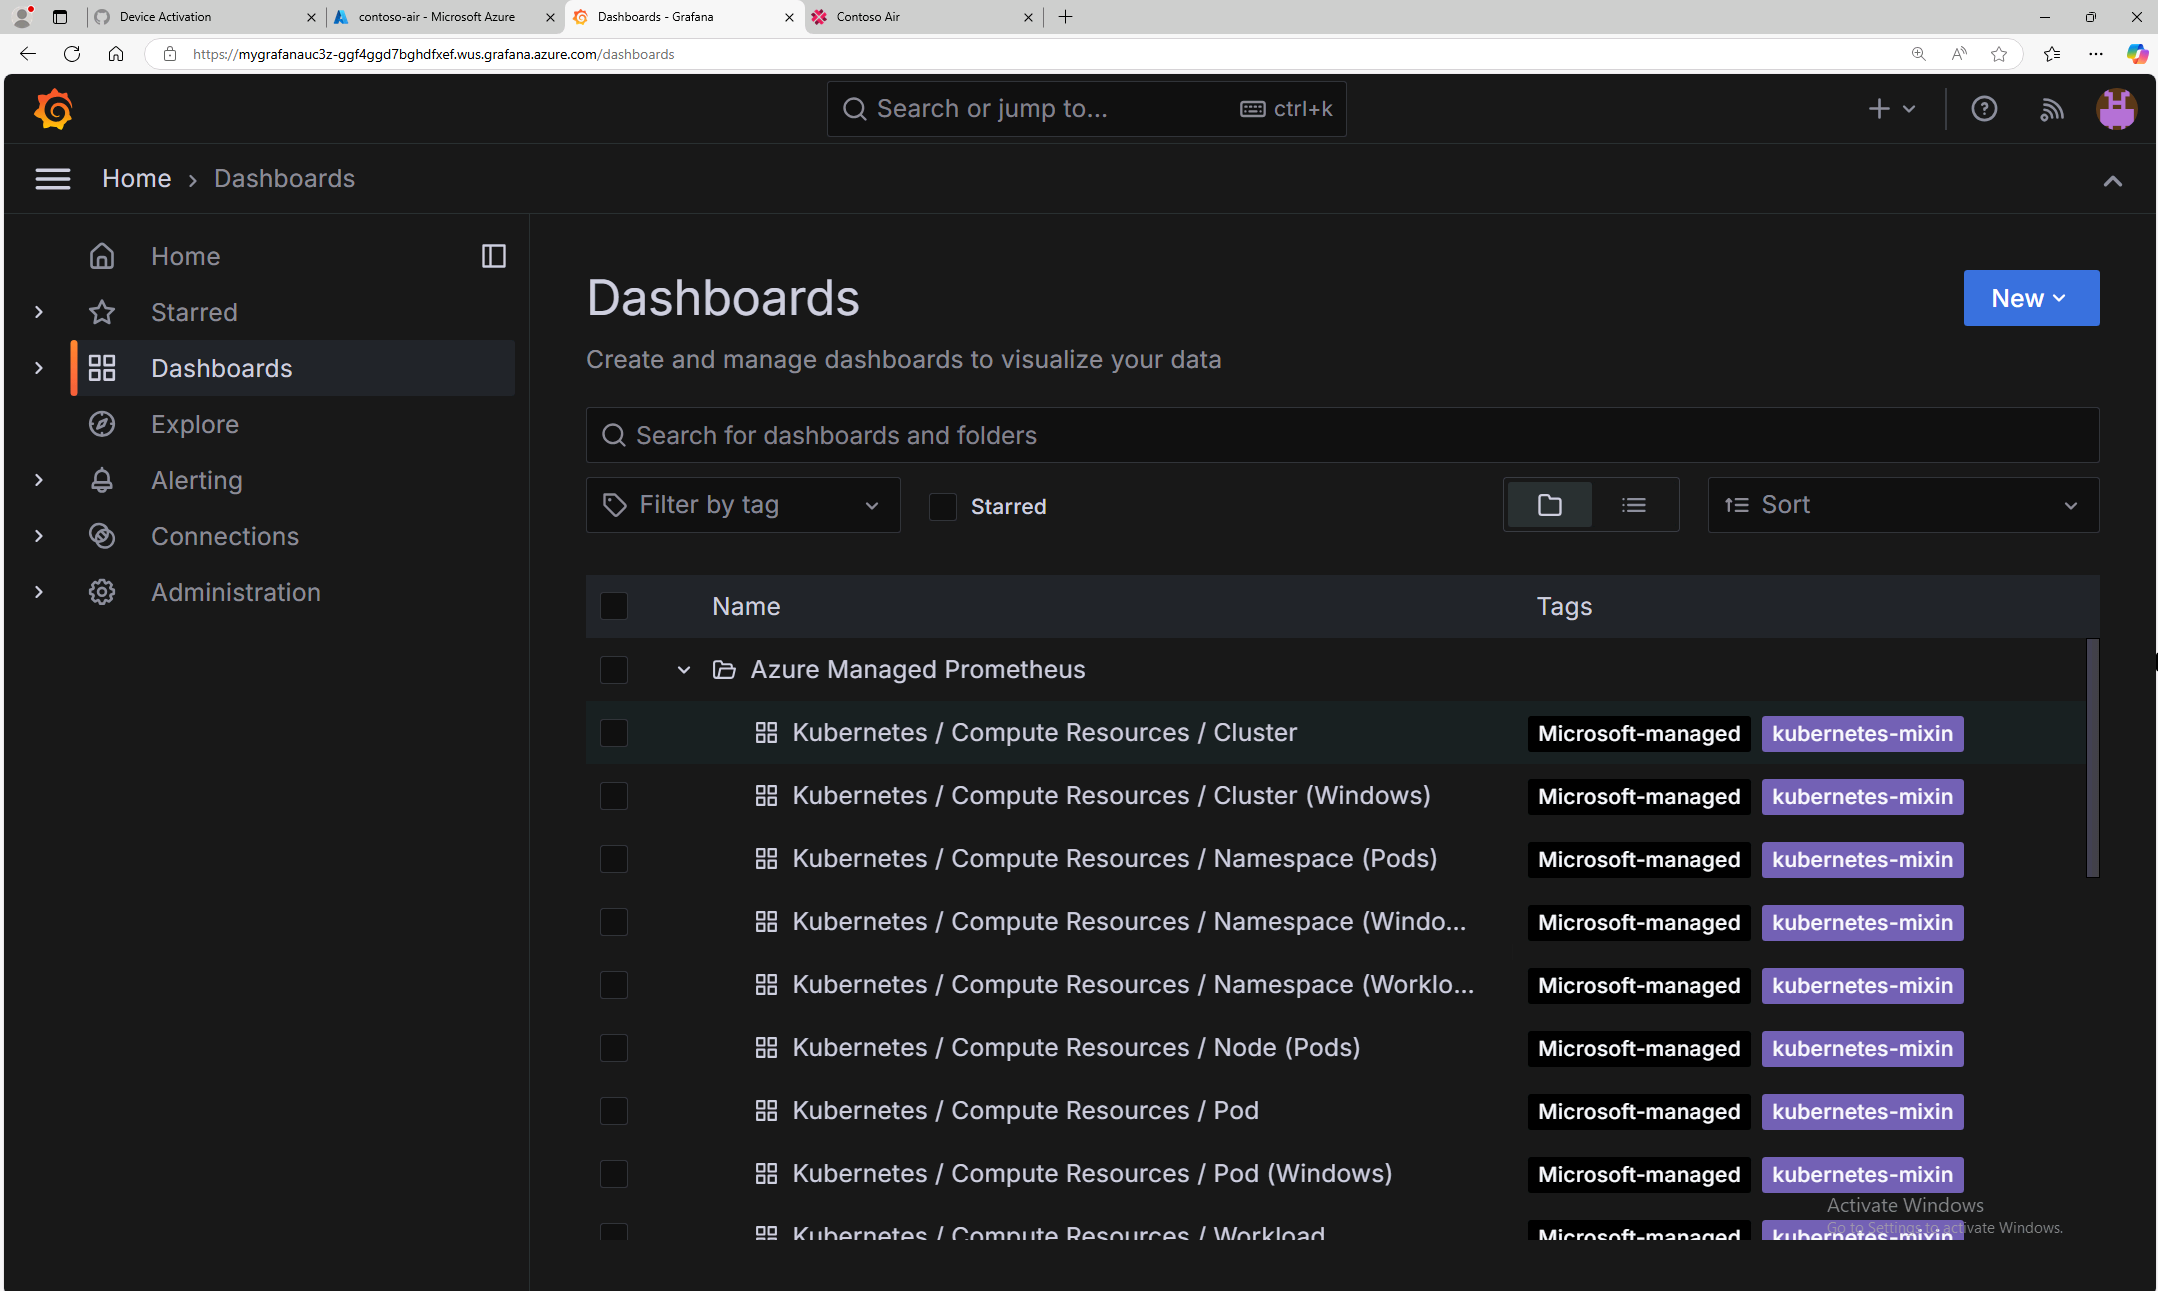 Device Activation
contoso-air - Microsoft Azure
Dashboards - Grafana
Contoso Air
https://mygrafanauc3z-ggf4ggd7bghdfxef.wus.grafana.azure.com/dashboards
Search or jump to... ctrl+k
Home › Dashboards
Home
Starred
Dashboards
Explore
Alerting
Connections
Administration
Dashboards
New
Create and manage dashboards to visualize your data
Search for dashboards and folders
Filter by tag
Starred
Sort
Name Tags
Azure Managed Prometheus
Kubernetes / Compute Resources / Cluster Microsoft-managed kubernetes-mixin
Kubernetes / Compute Resources / Cluster (Windows) Microsoft-managed kubernetes-mixin
Kubernetes / Compute Resources / Namespace (Pods) Microsoft-managed kubernetes-mixin
Kubernetes / Compute Resources / Namespace (Windo... Microsoft-managed kubernetes-mixin
Kubernetes / Compute Resources / Namespace (Worklo... Microsoft-managed kubernetes-mixin
Kubernetes / Compute Resources / Node (Pods) Microsoft-managed kubernetes-mixin
Kubernetes / Compute Resources / Pod Microsoft-managed kubernetes-mixin
Kubernetes / Compute Resources / Pod (Windows) Microsoft-managed kubernetes-mixin
Kubernetes / Compute Resources / Workload Microsoft-managed kubernetes-mixin
Activate Windows
Go to Settings to activate Windows.